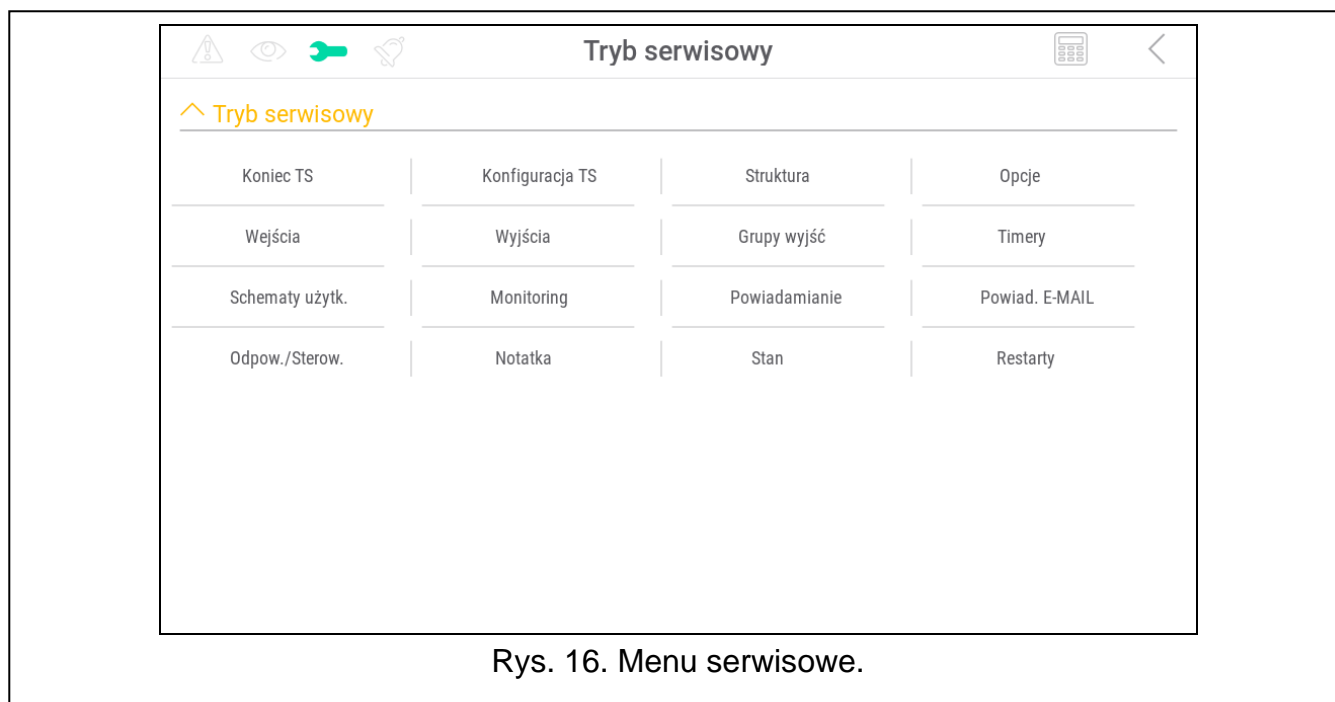 Tryb serwisowy
Tryb serwisowy
Koniec TS Konfiguracja TS Struktura Opcje
Wejścia Wyjścia Grupy wyjść Timery
Schematy użytk. Monitoring Powiadamianie Powiad. E-MAIL
Odpow./Sterow. Notatka Stan Restarty
Rys. 16. Menu serwisowe.